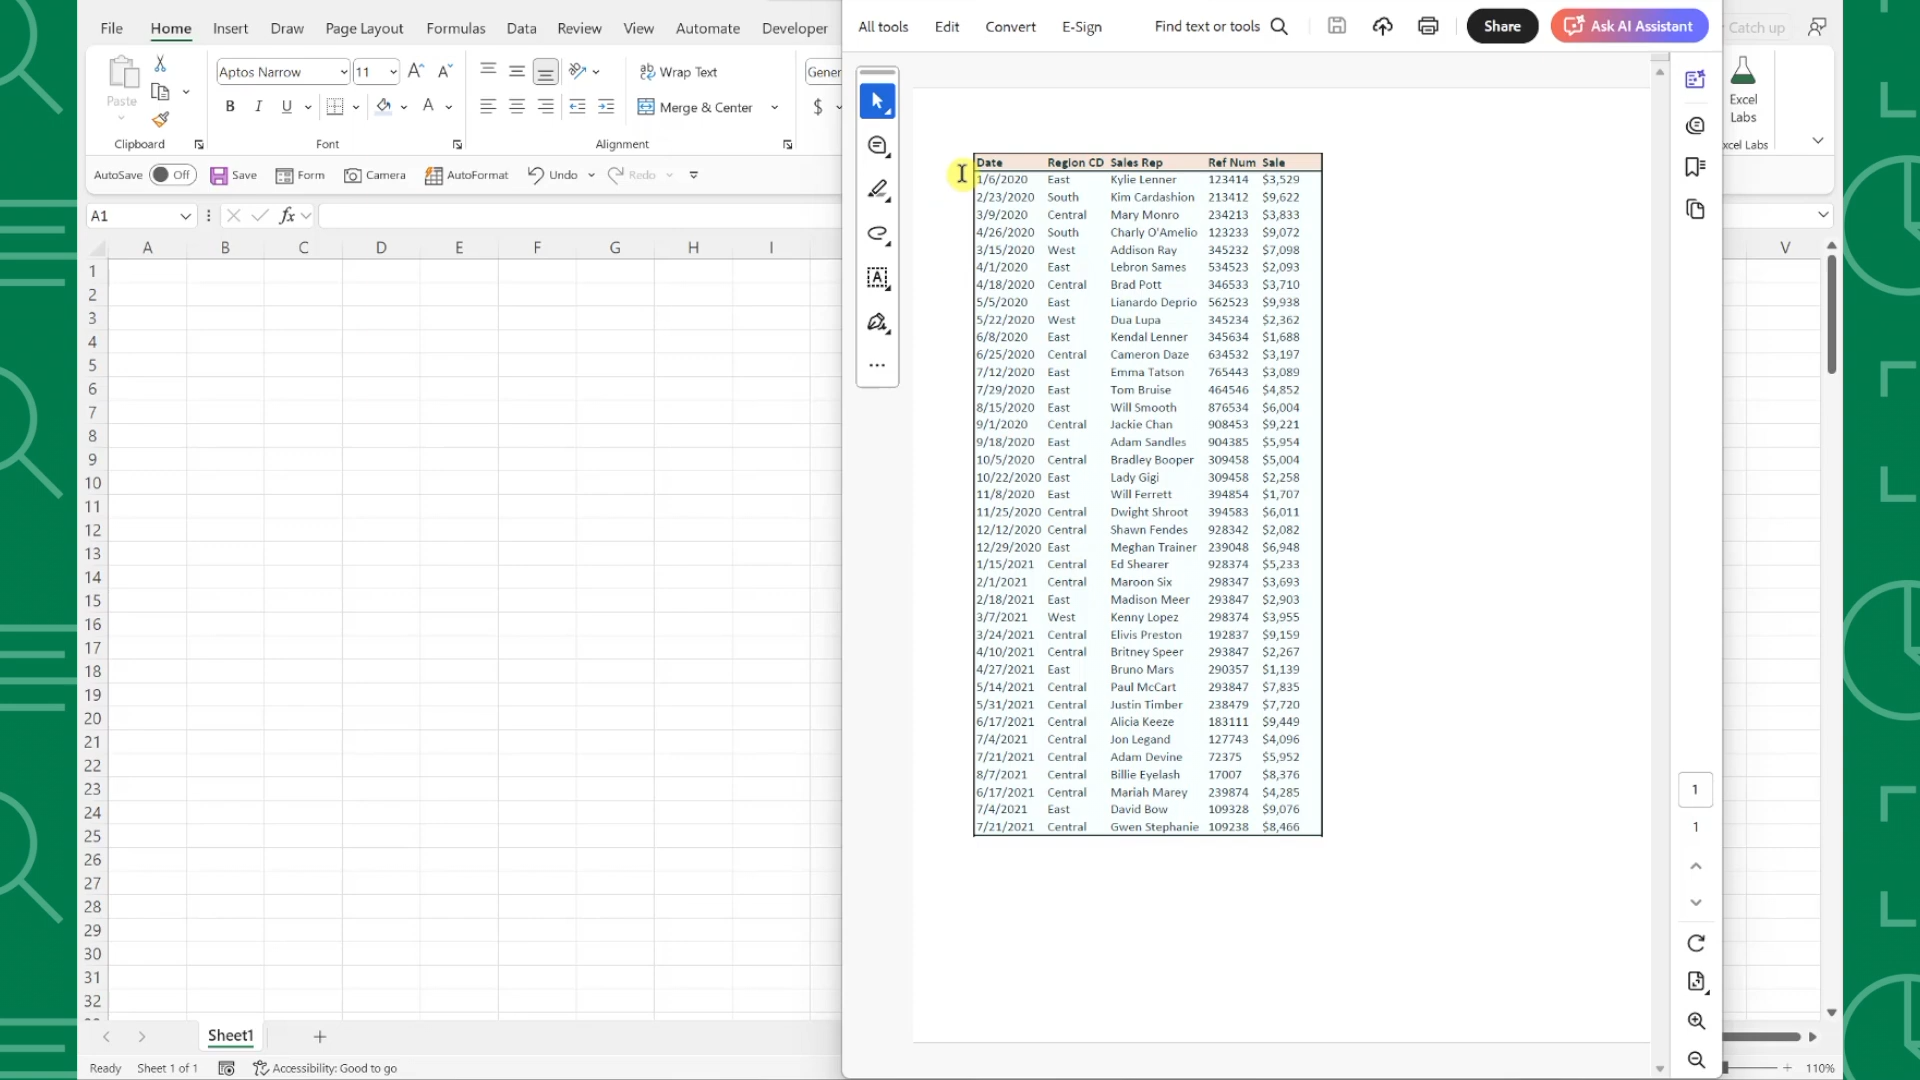 File Home Insert Draw Page Layout Formulas Data Review View Automate Developer
All tools Edit Convert E-Sign Find text or tools Share Ask AI Assistant Catch up
Aptos Narrow 11 Wrap Text Gener
Paste B I U A Merge & Center $ Excel Labs
Clipboard Font Alignment xcel Labs
AutoSave Off Save Form Camera AutoFormat Undo Redo
A1 fx
A B C D E F G H I V
1
2
3
4
5
6
7
8
9
10
11
12
13
14
15
16
17
18
19
20
21
22
23
24
25
26
27
28
29
30
31
32
Date Region CD Sales Rep Ref Num Sale
1/6/2020 East Kylie Lenner 123414 $3,529
2/23/2020 South Kim Cardashion 213412 $9,622
3/9/2020 Central Mary Monro 234213 $3,833
4/26/2020 South Charly O'Amelio 123233 $9,072
3/15/2020 West Addison Ray 345232 $7,098
4/1/2020 East Lebron Sames 534523 $2,093
4/18/2020 Central Brad Pott 346533 $3,710
5/5/2020 East Lianardo Deprio 562523 $9,938
5/22/2020 West Dua Lupa 345234 $2,362
6/8/2020 East Kendal Lenner 345634 $1,688
6/25/2020 Central Cameron Daze 634532 $3,197
7/12/2020 East Emma Tatson 765443 $3,089
7/29/2020 East Tom Bruise 464546 $4,852
8/15/2020 East Will Smooth 876534 $6,004
9/1/2020 Central Jackie Chan 908453 $9,221
9/18/2020 East Adam Sandles 904385 $5,954
10/5/2020 Central Bradley Booper 309458 $5,004
10/22/2020 East Lady Gigi 309458 $2,258
11/8/2020 East Will Ferrett 394854 $1,707
11/25/2020 Central Dwight Shroot 394583 $6,011
12/12/2020 Central Shawn Fendes 928342 $2,082
12/29/2020 East Meghan Trainer 239048 $6,948
1/15/2021 Central Ed Shearer 928374 $5,233
2/1/2021 Central Maroon Six 298347 $3,693
2/18/2021 East Madison Meer 293847 $2,903
3/7/2021 West Kenny Lopez 298374 $3,955
3/24/2021 Central Elivis Preston 192837 $9,159
4/10/2021 Central Britney Speer 293847 $2,267
4/27/2021 East Bruno Mars 290357 $1,139
5/14/2021 Central Paul McCart 293847 $7,835
5/31/2021 Central Justin Timber 238479 $7,720
6/17/2021 Central Alicia Keeze 183111 $9,449
7/4/2021 Central Jon Legand 127743 $4,096
7/21/2021 Central Adam Devine 72375 $5,952
8/7/2021 Central Billie Eyelash 17007 $8,376
6/17/2021 Central Mariah Marey 239874 $4,285
7/4/2021 East David Bow 109328 $9,076
7/21/2021 Central Gwen Stephanie 109238 $8,466
1
1
Sheet1
Ready Sheet 1 of 1 Accessibility: Good to go 110%